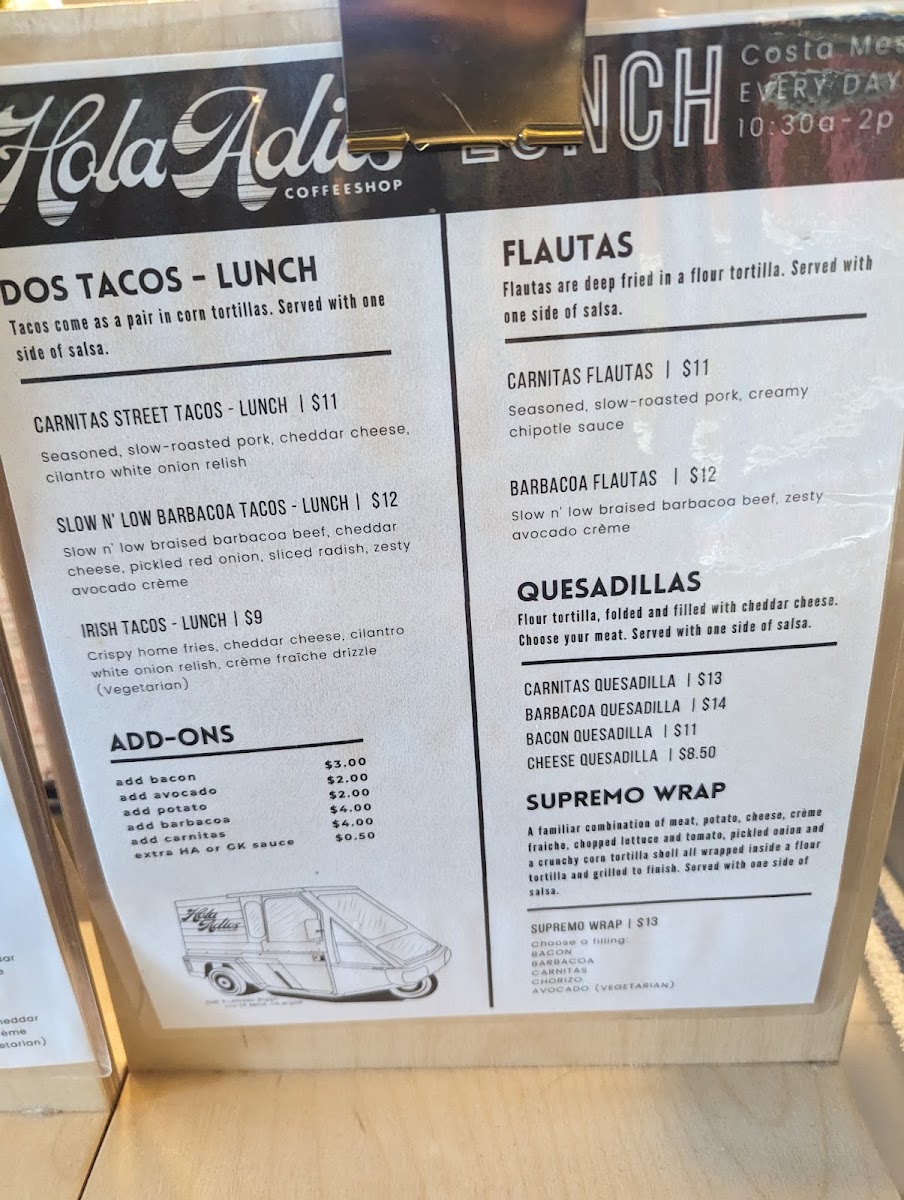 Hola Adios
COFFEESHOP
LUNCH
Costa Mes
EVERY DAY
10:30a-2p
DOS TACOS - LUNCH
Tacos come as a pair in corn tortillas. Served with one
side of salsa.
CARNITAS STREET TACOS - LUNCH | $11
Seasoned, slow-roasted pork, cheddar cheese,
cilantro white onion relish
SLOW N' LOW BARBACOA TACOS - LUNCH | $12
Slow n' low braised barbacoa beef, cheddar
cheese, pickled red onion, sliced radish, zesty
avocado crème
IRISH TACOS - LUNCH | $9
Crispy home fries, cheddar cheese, cilantro
white onion relish, crème fraîche drizzle
(Vegetarian)
ADD-ONS
add bacon $3.00
add avocado $2.00
add potato $2.00
add barbacoa $4.00
add carnitas $4.00
extra HA or GK sauce $0.50
Hola
Adios
FLAUTAS
Flautas are deep fried in a flour tortilla. Served with
one side of salsa.
CARNITAS FLAUTAS | $11
Seasoned, slow-roasted pork, creamy
chipotle sauce
BARBACOA FLAUTAS | $12
Slow n' low braised barbacoa beef, zesty
avocado crème
QUESADILLAS
Flour tortilla, folded and filled with cheddar cheese.
Choose your meat. Served with one side of salsa.
CARNITAS QUESADILLA | $13
BARBACOA QUESADILLA | $14
BACON QUESADILLA | $11
CHEESE QUESADILLA | $8.50
SUPREMO WRAP
A familiar combination of meat, potato, cheese, crème
fraiche, chopped lettuce and tomato, pickled onion and
a crunchy corn tortilla shell all wrapped inside a flour
tortilla and grilled to finish. Served with one side of
salsa.
SUPREMO WRAP | $13
Choose a filling:
BACON
BARBACOA
CARNITAS
CHORIZO
AVOCADO (VEGETARIAN)
heddar
ème
etarian)